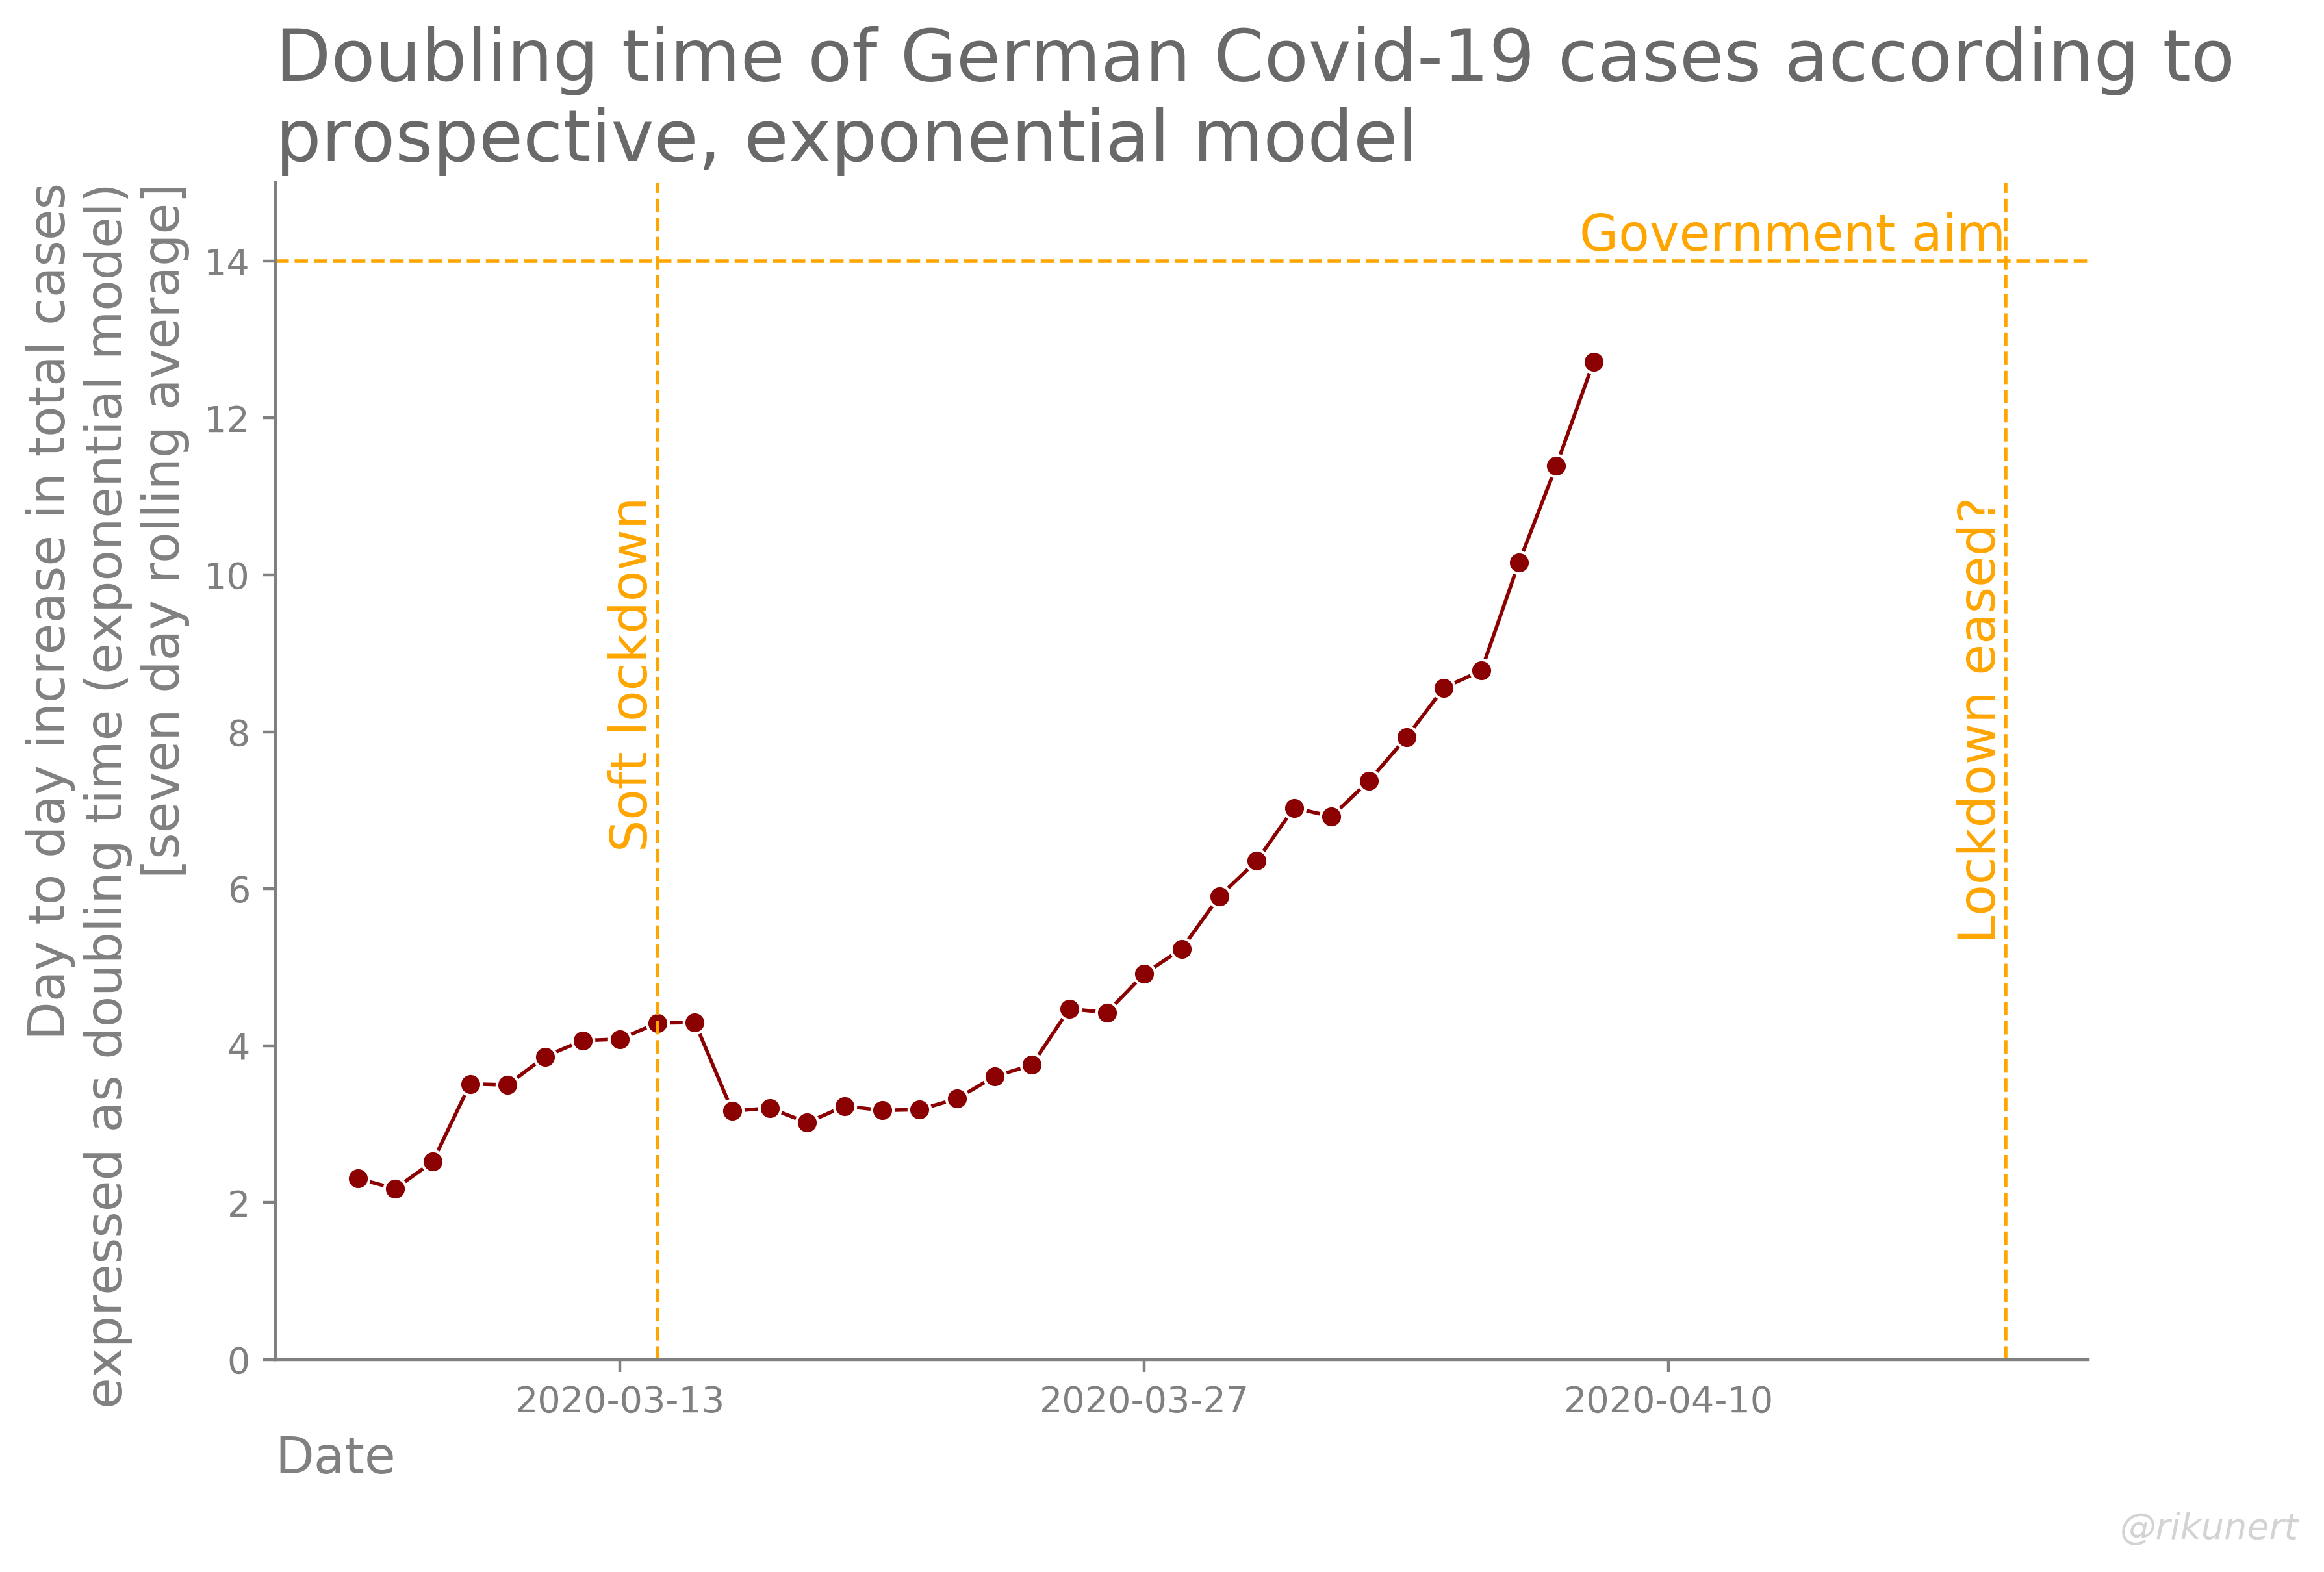 Doubling time of German Covid-19 cases according to
prospective, exponential model
Day to day increase in total cases
expressed as doubling time (exponential model)
[seven day rolling average]
Government aim
14
12
10
8
6
4
2
0
Soft lockdown
Lockdown eased?
2020-03-13
2020-03-27
2020-04-10
Date
@rikunert